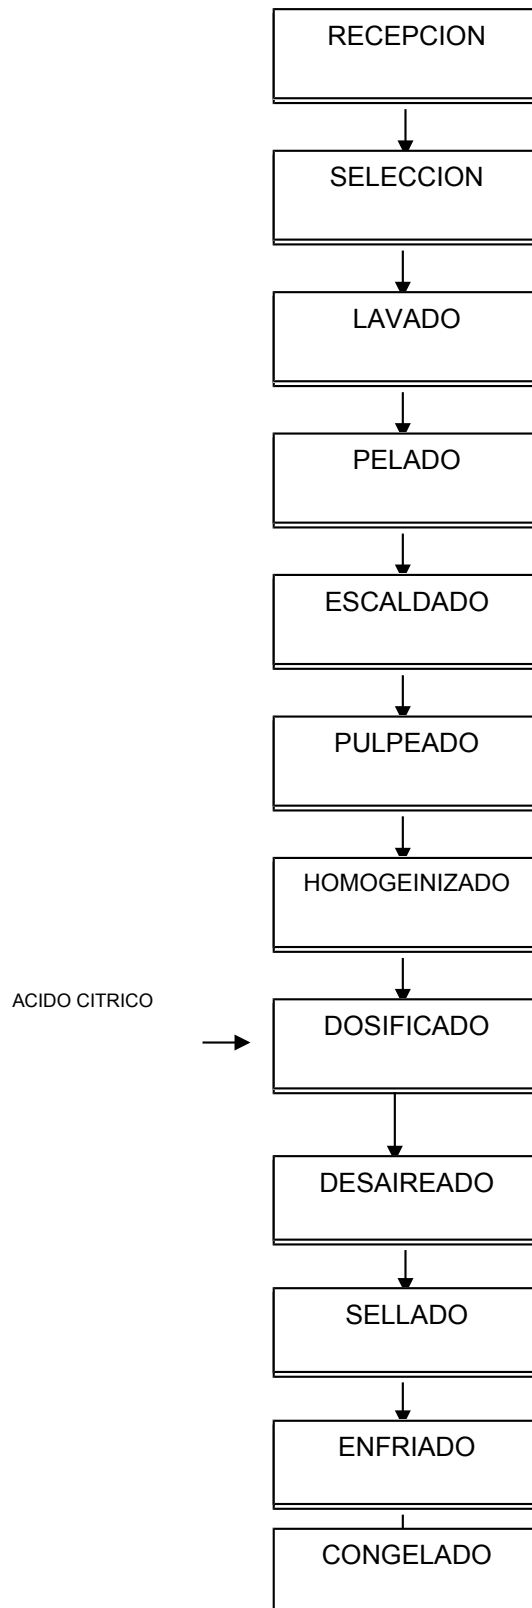 RECEPCION
SELECCION
LAVADO
PELADO
ESCALDADO
PULPEADO
HOMOGEINIZADO
ACIDO CITRICO
DOSIFICADO
DESAIREADO
SELLADO
ENFRIADO
CONGELADO